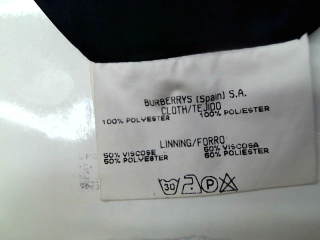 BURBERRYS (Spain) S.A.
CLOTH/TEJIDO
100% POLYESTER 100% POLIESTER
LINNING/FORRO
50% VISCOSE 50% VISCOSA
50% POLYESTER 50% POLIESTER
30 P